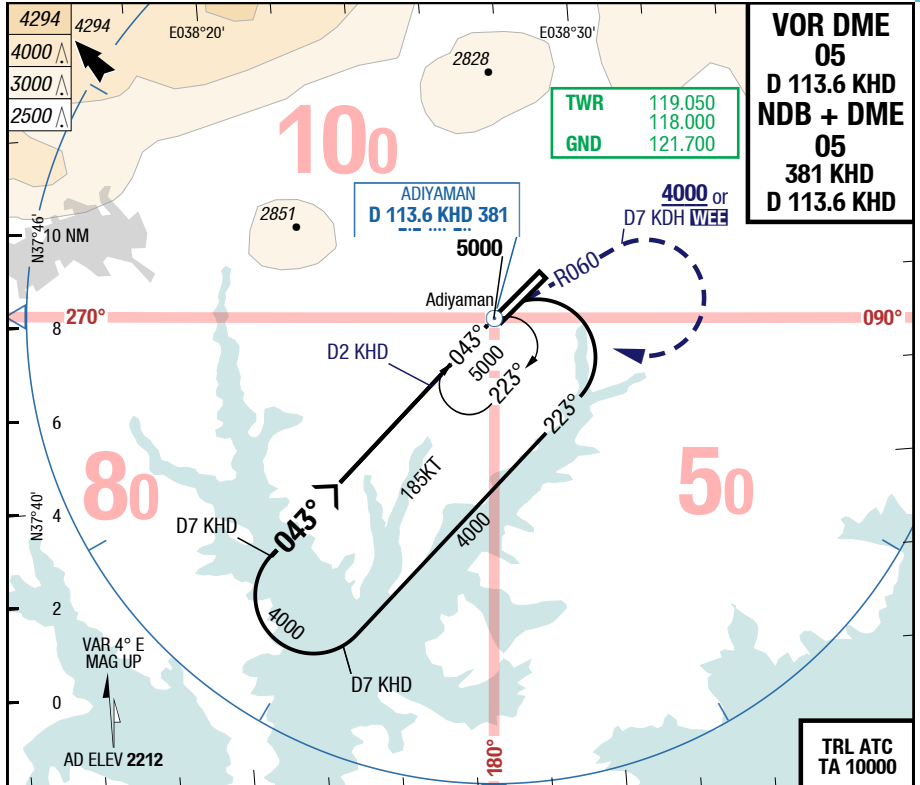 4294
4294
4000
3000
2500
E038°20'
E038°30'
2828
VOR DME
05
D 113.6 KHD
NDB + DME
05
381 KHD
D 113.6 KHD
TWR 119.050
118.000
GND 121.700
100
ADIYAMAN
D 113.6 KHD 381
4000 or
D7 KDH WEE
2851
N37°46'
10 NM
5000
R060
Adiyaman
270°
090°
8
D2 KHD
043°
5000
223°
223°
6
185KT
80
50
N37°40'
4
D7 KHD
043°
4000
2
4000
VAR 4° E
MAG UP
D7 KHD
0
AD ELEV 2212
180°
TRL ATC
TA 10000